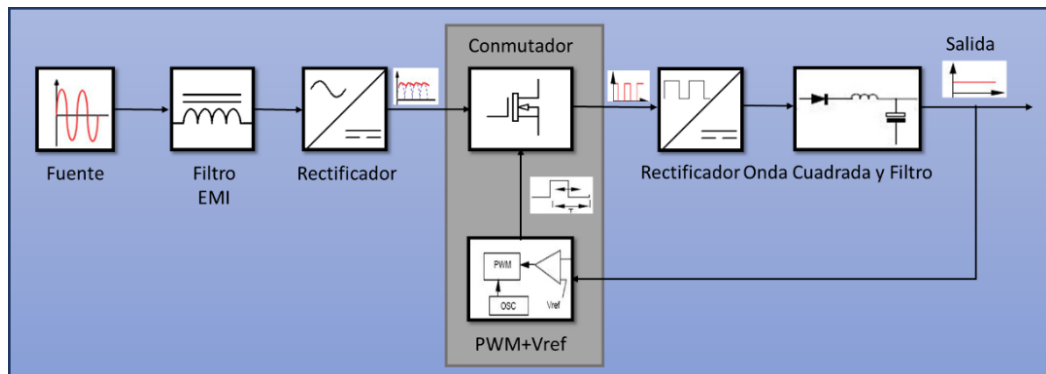 Conmutador
Salida
Fuente
Filtro
EMI
Rectificador
Rectificador Onda Cuadrada y Filtro
T
PWM
OSC
Vref
PWM+Vref